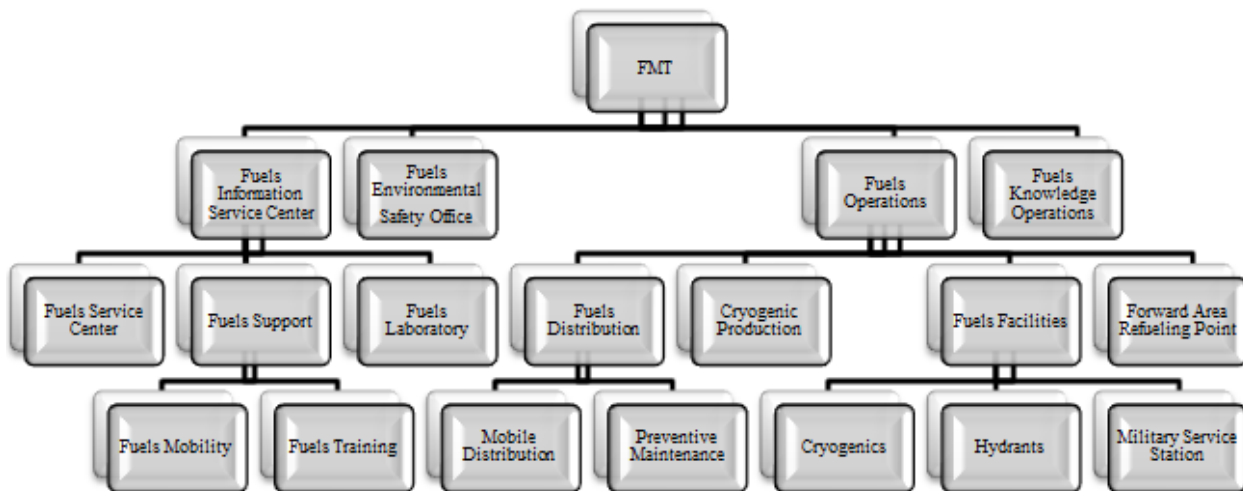 FMT
Fuels
Information
Service Center
Fuels
Environmental
Safety Office
Fuels
Operations
Fuels
Knowledge
Operations
Fuels Service
Center
Fuels Support
Fuels
Laboratory
Fuels
Distribution
Cryogenic
Production
Fuels Facilities
Forward Area
Refueling Point
Fuels Mobility
Fuels Training
Mobile
Distribution
Preventive
Maintenance
Cryogenics
Hydrants
Military Service
Station